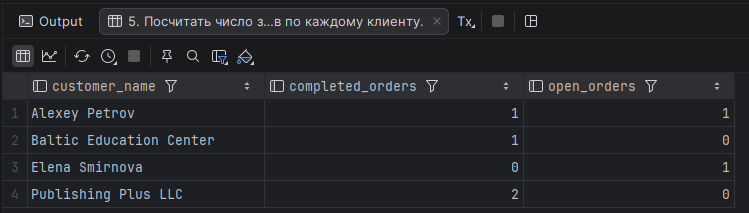 Output 5. Посчитать число з...в по каждому клиенту. Tx
customer_name completed_orders open_orders
1 Alexey Petrov 1 1
2 Baltic Education Center 1 0
3 Elena Smirnova 0 1
4 Publishing Plus LLC 2 0